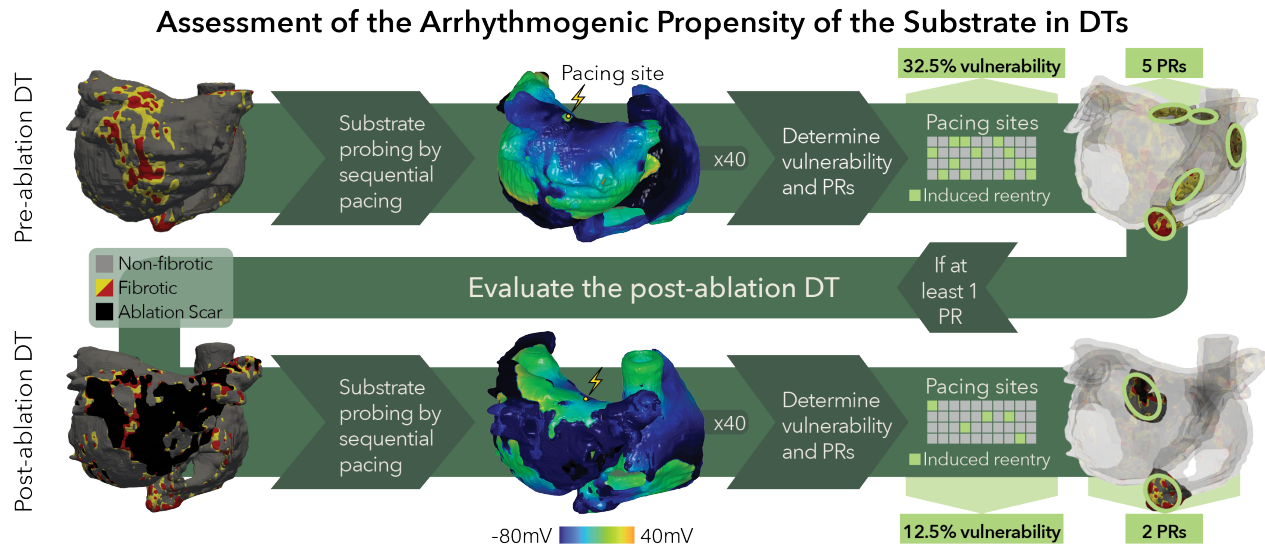 Assessment of the Arrhythmogenic Propensity of the Substrate in DTs
Pre-ablation DT
Substrate
probing by
sequential
pacing
Pacing site
x40
Determine
vulnerability
and PRs
32.5% vulnerability
Pacing sites
Induced reentry
5 PRs
Non-fibrotic
Fibrotic
Ablation Scar
Evaluate the post-ablation DT
If at
least 1
PR
Post-ablation DT
Substrate
probing by
sequential
pacing
x40
Determine
vulnerability
and PRs
Pacing sites
Induced reentry
12.5% vulnerability
2 PRs
-80mV
40mV